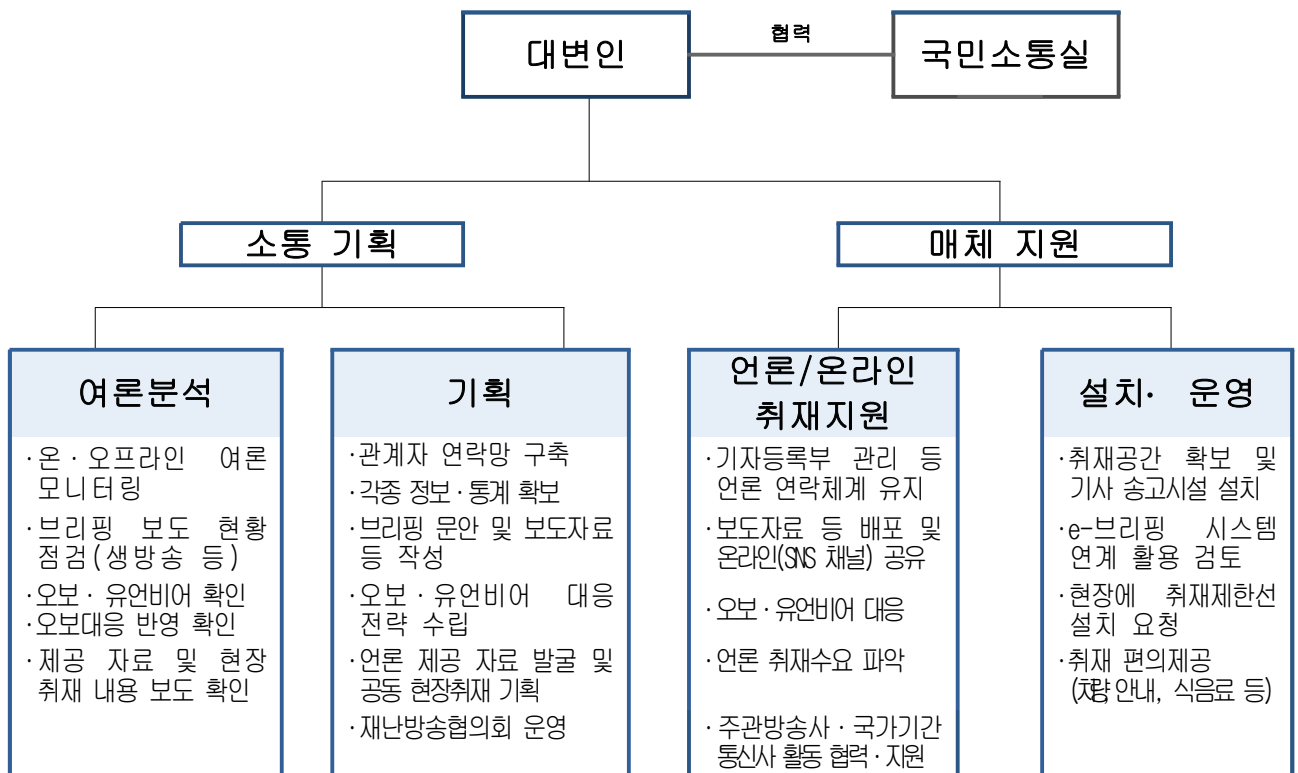 대변인
협력
국민소통실
소통 기획
매체 지원
여론분석
·온·오프라인 여론
모니터링
·브리핑 보도 현황
점검(생방송 등)
·오보·유언비어 확인
·오보대응 반영 확인
·제공 자료 및 현장
취재 내용 보도 확인
기획
·관계자 연락망 구축
·각종 정보·통계 확보
·브리핑 문안 및 보도자료
등 작성
·오보·유언비어 대응
전략 수립
·언론 제공 자료 발굴 및
공동 현장취재 기획
·재난방송협의회 운영
언론/온라인
취재지원
·기자등록부 관리 등
언론 연락체계 유지
·보도자료 등 배포 및
온라인(SNS 채널) 공유
·오보·유언비어 대응
·언론 취재수요 파악
·주관방송사·국가기간
통신사 활동 협력·지원
설치· 운영
·취재공간 확보 및
기사 송고시설 설치
·e-브리핑 시스템
연계 활용 검토
·현장에 취재제한선
설치 요청
·취재 편의제공
(차량 안내, 식음료 등)